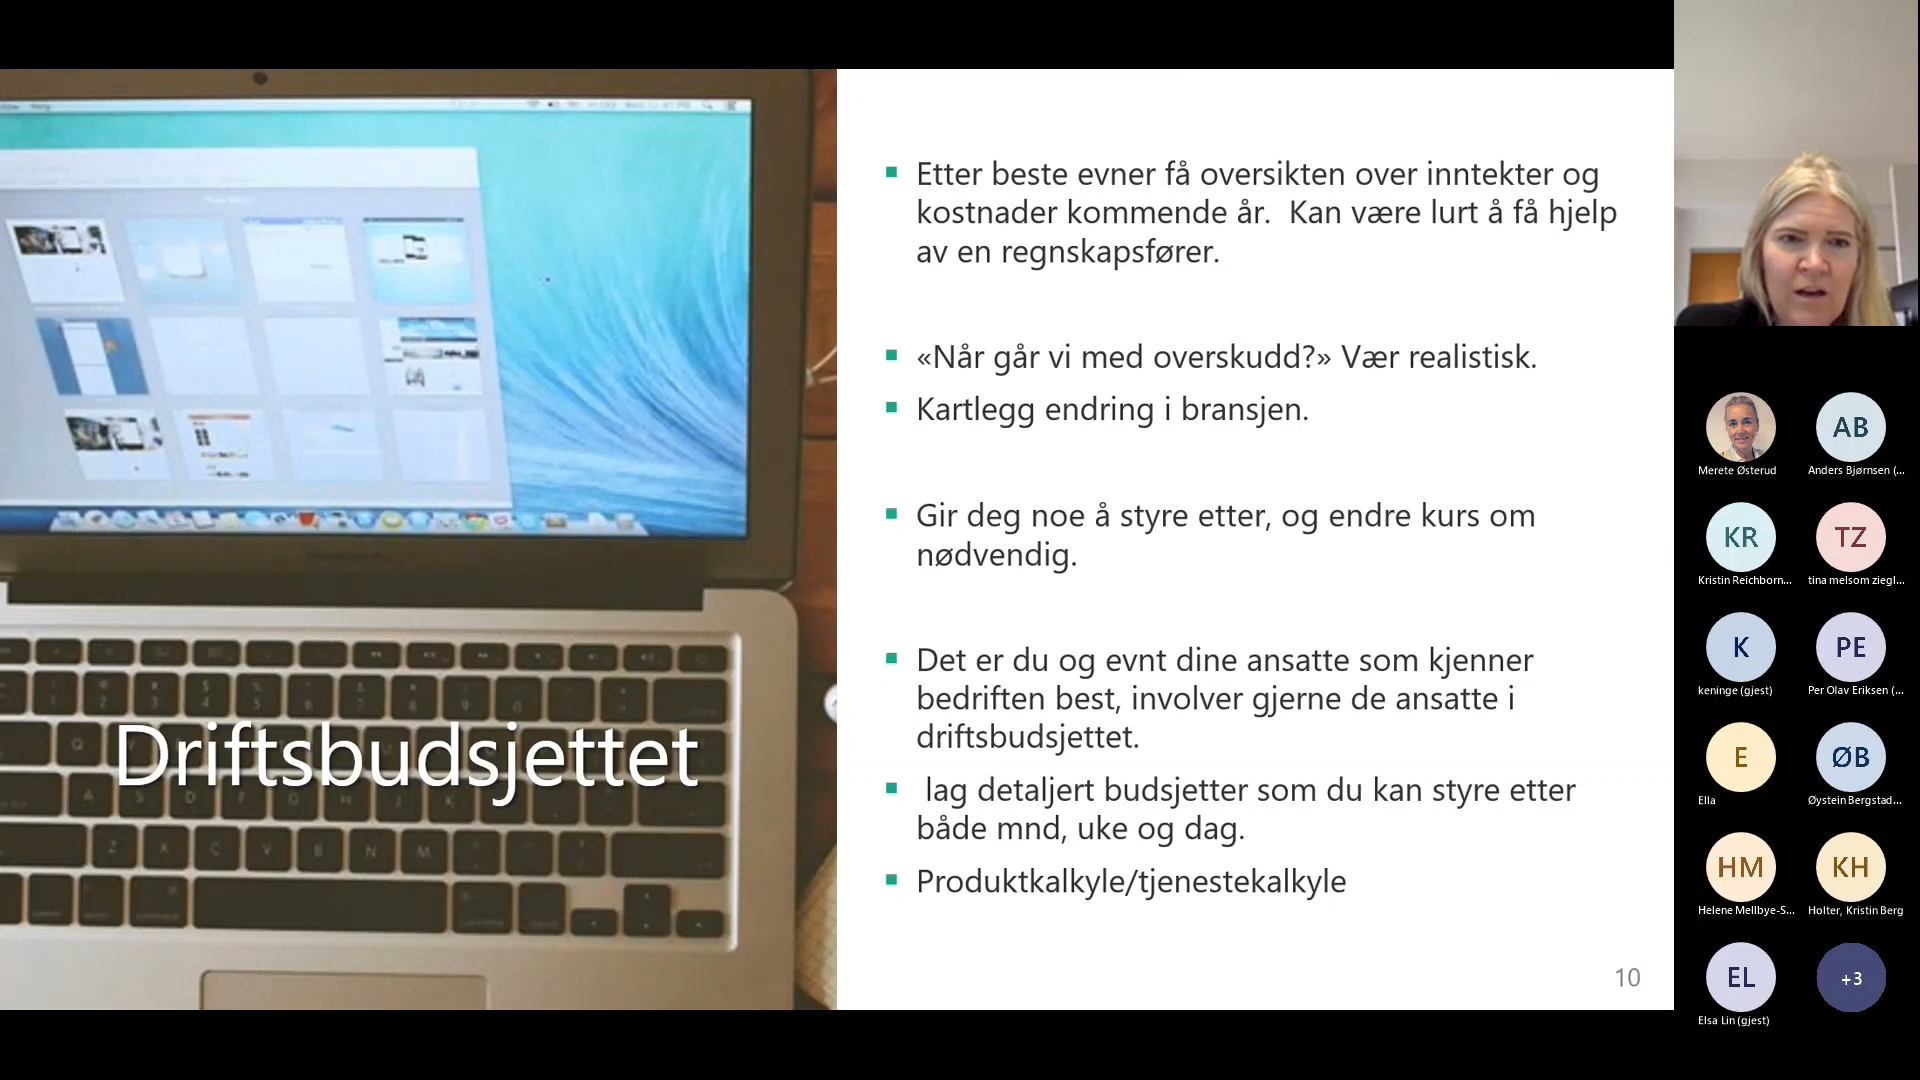 Driftsbudsjettet
Etter beste evner få oversikten over inntekter og
kostnader kommende år.  Kan være lurt å få hjelp
av en regnskapsfører.
«Når går vi med overskudd?» Vær realistisk.
Kartlegg endring i bransjen.
Gir deg noe å styre etter, og endre kurs om
nødvendig.
Det er du og evnt dine ansatte som kjenner
bedriften best, involver gjerne de ansatte i
driftsbudsjettet.
lag detaljert budsjetter som du kan styre etter
både mnd, uke og dag.
Produktkalkyle/tjenestekalkyle
10
Merete Østerud
AB
Anders Bjørnsen (...
KR
Kristin Reichborn...
TZ
tina melsom ziegl...
K
keninge (gjest)
PE
Per Olav Eriksen (...
E
Ella
ØB
Øystein Bergstad...
HM
Helene Mellbye-S...
KH
Holter, Kristin Berg
EL
Elsa Lin (gjest)
+3